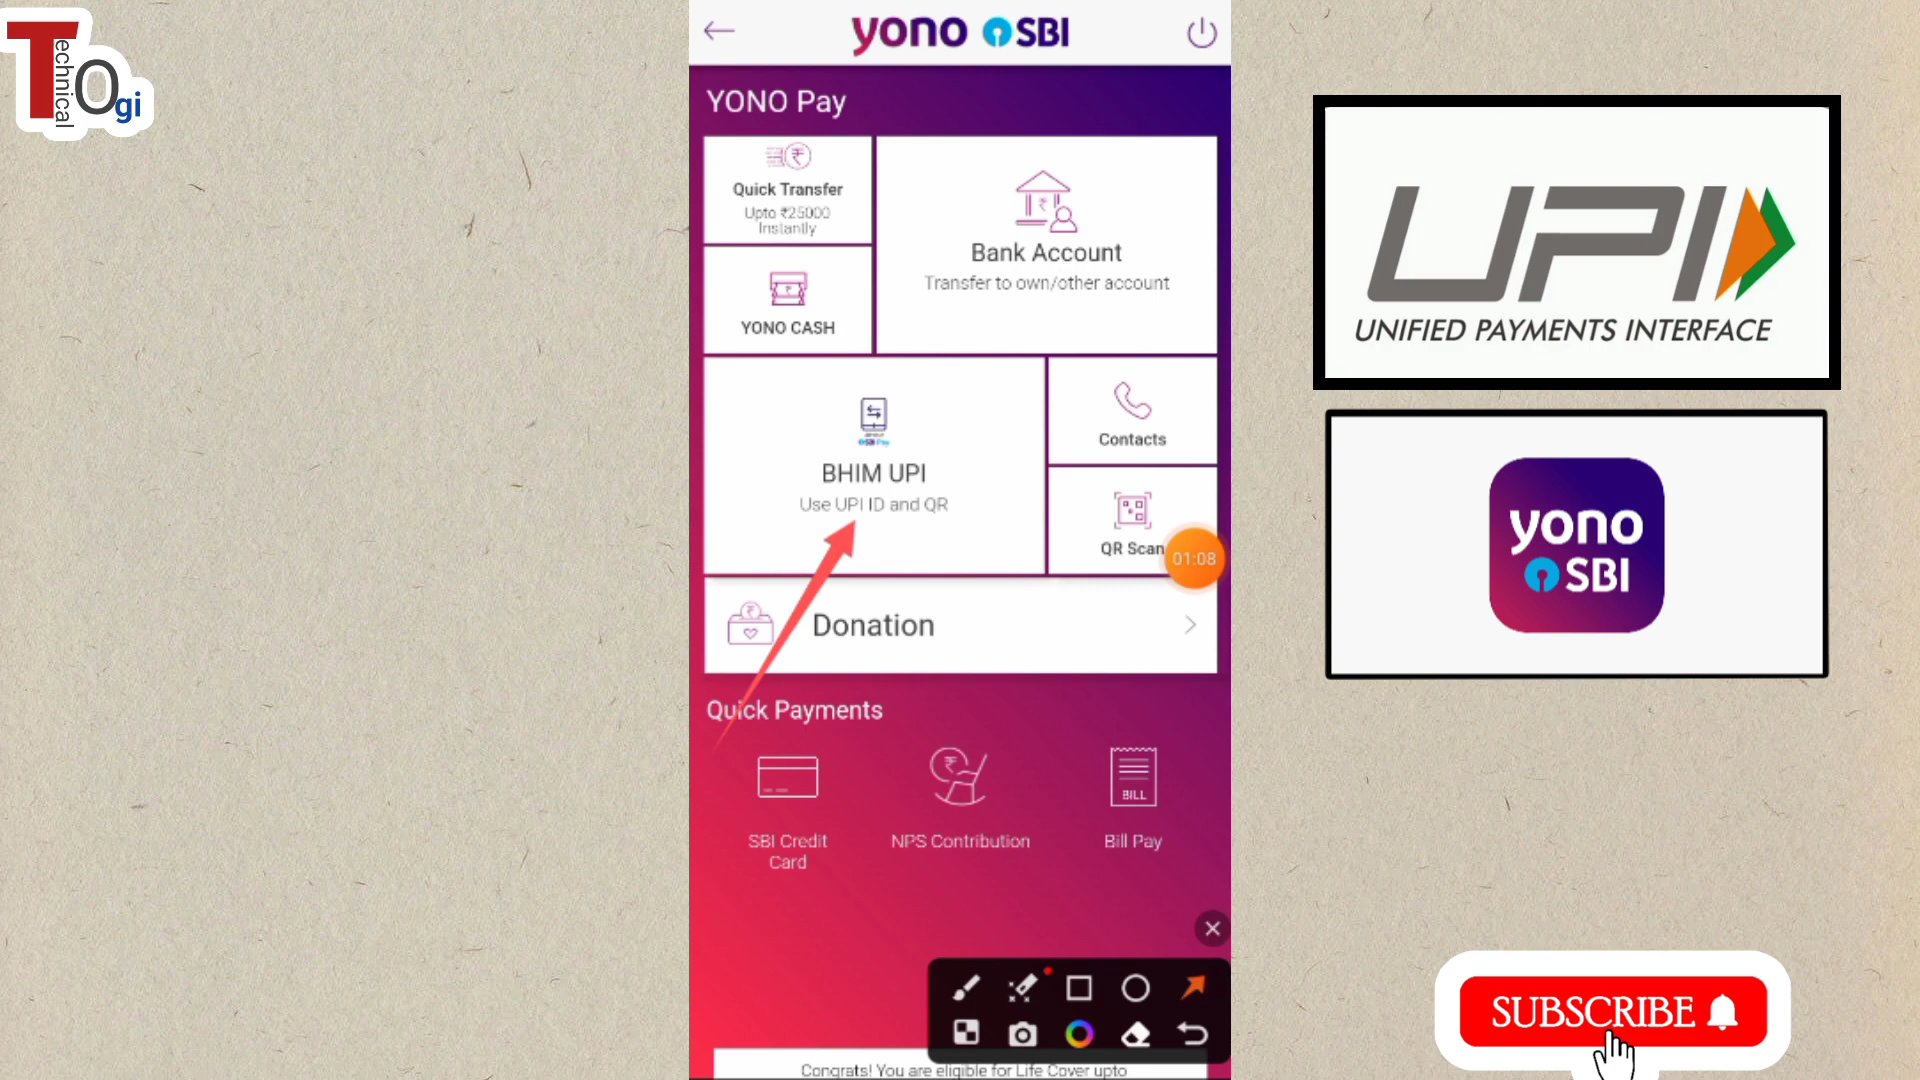 Technical
Ogi
yono SBI
YONO Pay
Quick Transfer
Upto ₹25000
Instantly
Bank Account
Transfer to own/other account
YONO CASH
BHIM UPI
Use UPI ID and QR
Contacts
QR Scan
01:08
Donation
Quick Payments
SBI Credit
Card
NPS Contribution
BILL
Bill Pay
Congrats! You are eligible for Life Cover upto
UPI
UNIFIED PAYMENTS INTERFACE
yono
SBI
SUBSCRIBE